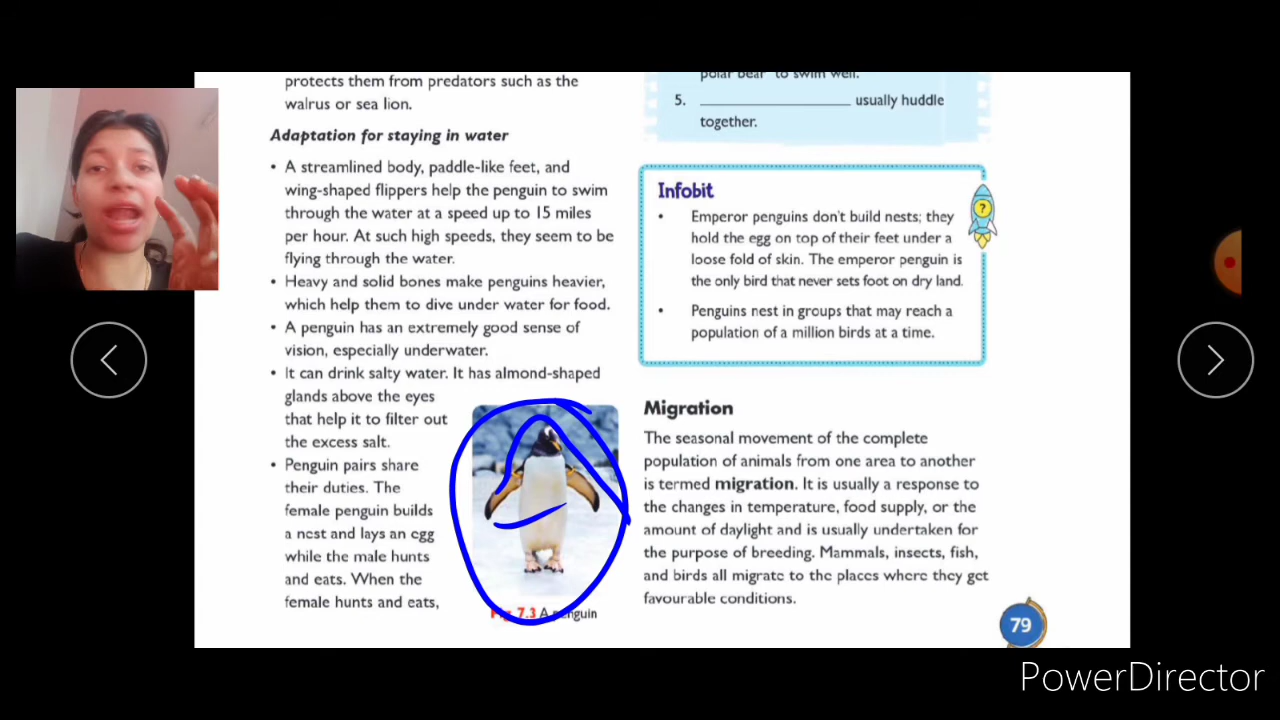 protects them from predators such as the
walrus or sea lion.
Adaptation for staying in water
• A streamlined body, paddle-like feet, and
wing-shaped flippers help the penguin to swim
through the water at a speed up to 15 miles
per hour. At such high speeds, they seem to be
flying through the water.
• Heavy and solid bones make penguins heavier,
which help them to dive under water for food.
• A penguin has an extremely good sense of
vision, especially underwater.
• It can drink salty water. It has almond-shaped
glands above the eyes
that help it to filter out
the excess salt.
• Penguin pairs share
their duties. The
female penguin builds
a nest and lays an egg
while the male hunts
and eats. When the
female hunts and eats,
Fig 7.3 A penguin
polar bear to swim well.
5. ____________________ usually huddle
together.
Infobit
• Emperor penguins don't build nests; they
hold the egg on top of their feet under a
loose fold of skin. The emperor penguin is
the only bird that never sets foot on dry land.
• Penguins nest in groups that may reach a
population of a million birds at a time.
?
Migration
The seasonal movement of the complete
population of animals from one area to another
is termed migration. It is usually a response to
the changes in temperature, food supply, or the
amount of daylight and is usually undertaken for
the purpose of breeding. Mammals, insects, fish,
and birds all migrate to the places where they get
favourable conditions.
79
PowerDirector